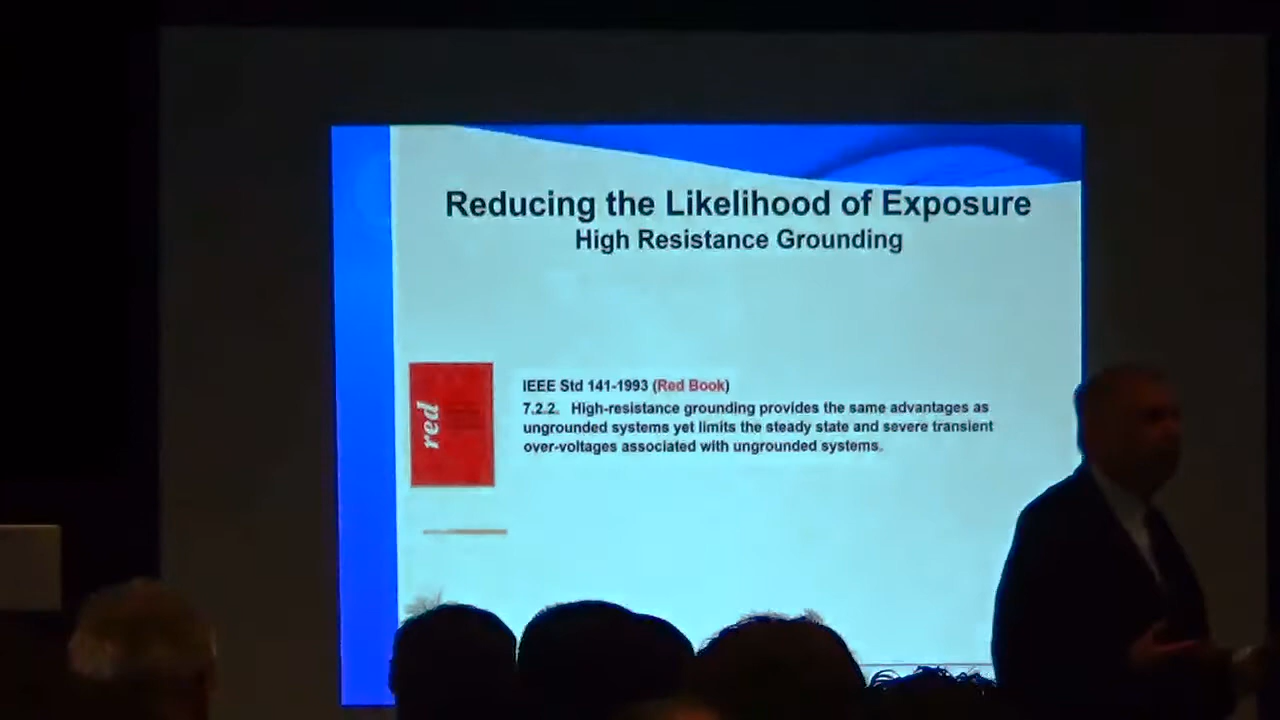 Reducing the Likelihood of Exposure
High Resistance Grounding
red
IEEE Std 141-1993 (Red Book)
7.2.2. High-resistance grounding provides the same advantages as
ungrounded systems yet limits the steady state and severe transient
over-voltages associated with ungrounded systems.